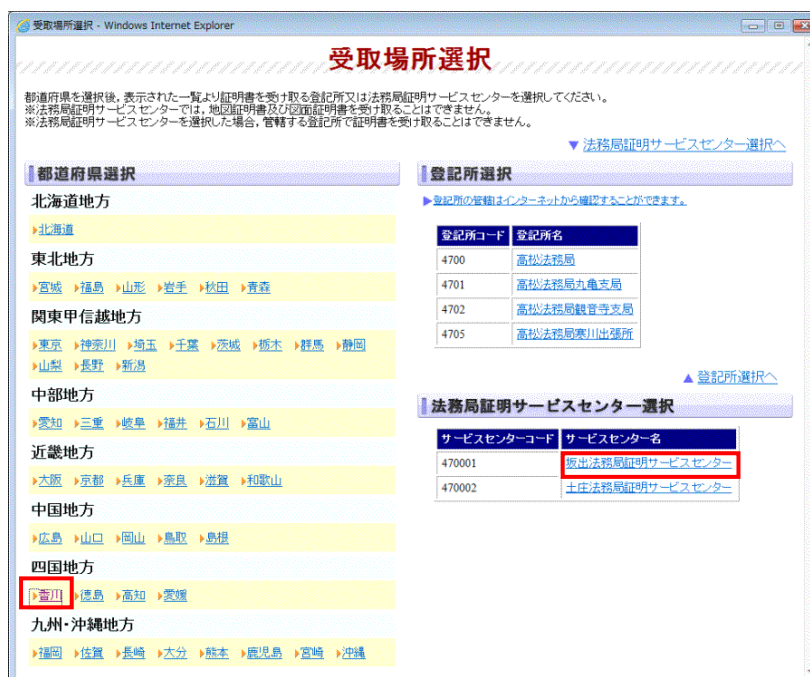 受取場所選択 - Windows Internet Explorer
受取場所選択
都道府県を選択後，表示された一覧より証明書を受け取る登記所又は法務局証明サービスセンターを選択してください。
※法務局証明サービスセンターでは，地図証明書及び図面証明書を受け取ることはできません。
※法務局証明サービスセンターを選択した場合，管轄する登記所で証明書を受け取ることはできません。
▼ 法務局証明サービスセンター選択へ
都道府県選択
北海道地方
北海道
東北地方
宮城 福島 山形 岩手 秋田 青森
関東甲信越地方
東京 神奈川 埼玉 千葉 茨城 栃木 群馬 静岡
山梨 長野 新潟
中部地方
愛知 三重 岐阜 福井 石川 富山
近畿地方
大阪 京都 兵庫 奈良 滋賀 和歌山
中国地方
広島 山口 岡山 鳥取 島根
四国地方
香川 徳島 高知 愛媛
九州・沖縄地方
福岡 佐賀 長崎 大分 熊本 鹿児島 宮崎 沖縄
登記所選択
登記所の管轄はインターネットから確認することができます。
登記所コード 登記所名
4700 高松法務局
4701 高松法務局丸亀支局
4702 高松法務局観音寺支局
4705 高松法務局寒川出張所
▲ 登記所選択へ
法務局証明サービスセンター選択
サービスセンターコード サービスセンター名
470001 坂出法務局証明サービスセンター
470002 土庄法務局証明サービスセンター